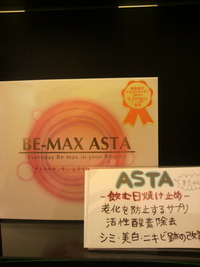 BE-MAX ASTA
Everyday Be max in your Beauty
ASTA
-飲む日焼け止め-
老化を防止するサプリ
活性酸素除去
シミ・美白・ニキビ跡の改善